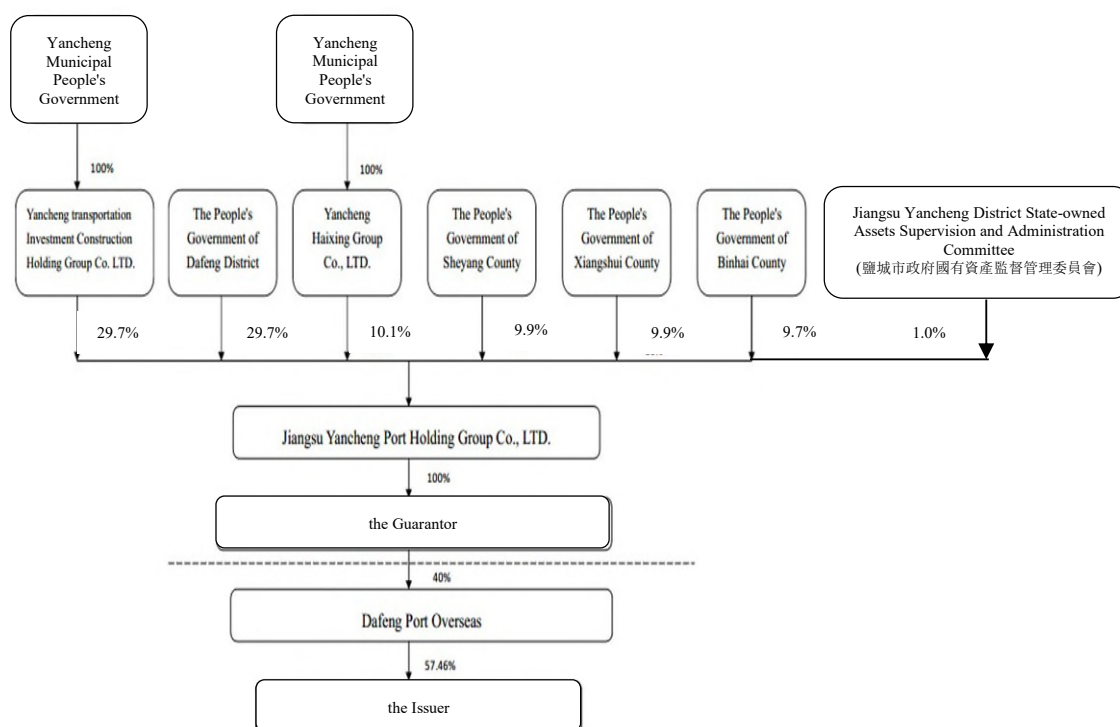 Yancheng
Municipal
People's
Government
Yancheng
Municipal
People's
Government
100%
100%
Yancheng transportation
Investment Construction
Holding Group Co. LTD.
The People's
Government of
Dafeng District
Yancheng
Haixing Group
Co., LTD.
The People's
Government of
Sheyang County
The People's
Government of
Xiangshui County
The People's
Government of
Binhai County
Jiangsu Yancheng District State-owned
Assets Supervision and Administration
Committee
(鹽城市政府國有資產監督管理委員會)
29.7%
29.7%
10.1%
9.9%
9.9%
9.7%
1.0%
Jiangsu Yancheng Port Holding Group Co., LTD.
100%
the Guarantor
40%
Dafeng Port Overseas
57.46%
the Issuer